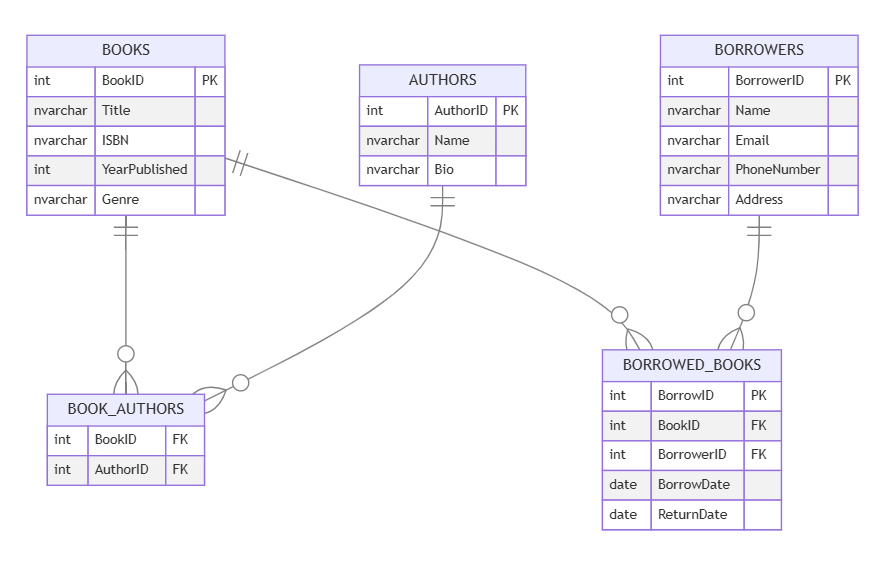 BOOKS
int BookID PK
nvarchar Title
nvarchar ISBN
int YearPublished
nvarchar Genre
AUTHORS
int AuthorID PK
nvarchar Name
nvarchar Bio
BORROWERS
int BorrowerID PK
nvarchar Name
nvarchar Email
nvarchar PhoneNumber
nvarchar Address
BOOK_AUTHORS
int BookID FK
int AuthorID FK
BORROWED_BOOKS
int BorrowID PK
int BookID FK
int BorrowerID FK
date BorrowDate
date ReturnDate